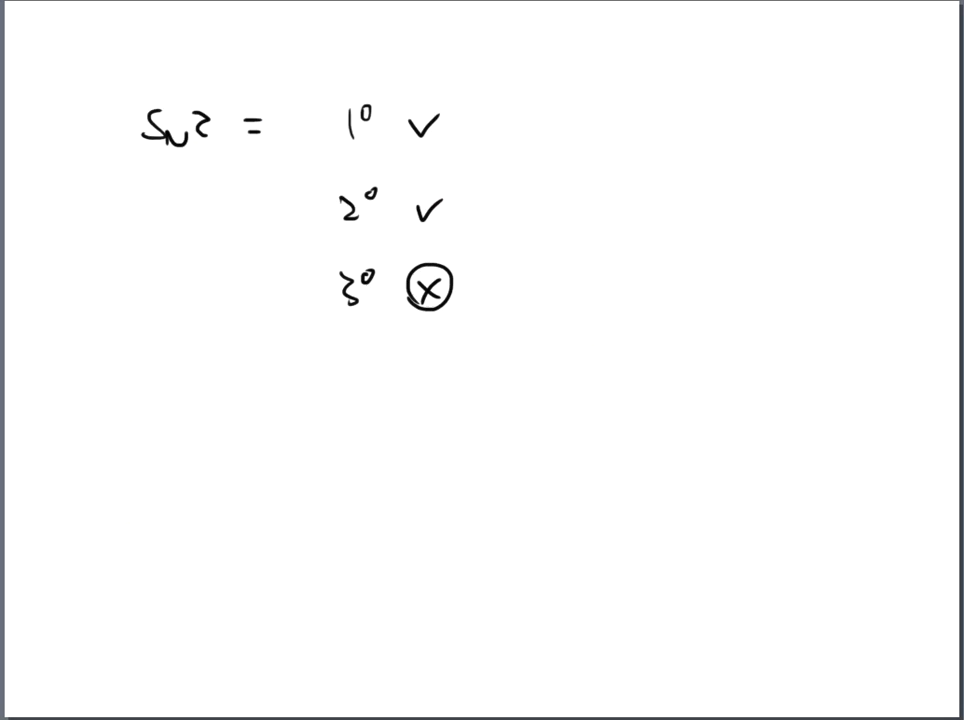 SN2 = 1° ✓
2° ✓
3° ⓧ